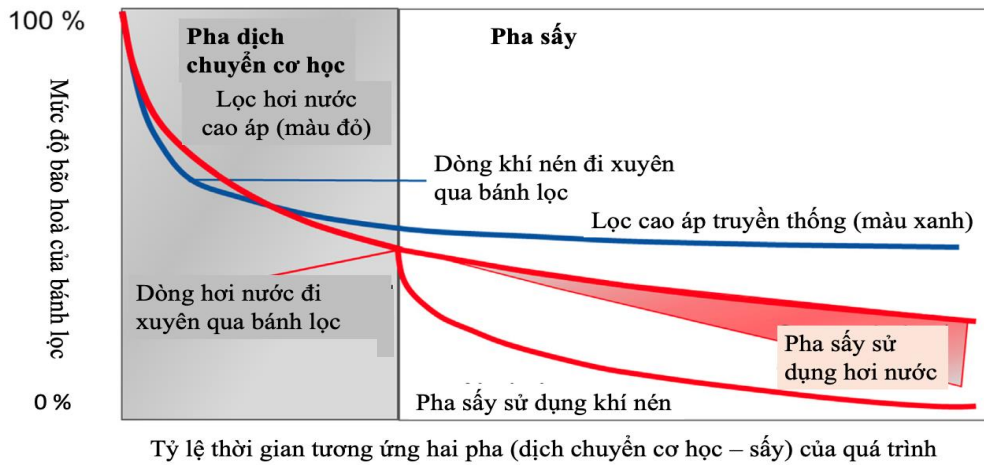 100 %
Mức độ bão hoà của bánh lọc
0 %
Pha dịch
chuyển cơ học
Lọc hơi nước
cao áp (màu đỏ)
Pha sấy
Dòng khí nén đi xuyên
qua bánh lọc
Lọc cao áp truyền thống (màu xanh)
Dòng hơi nước đi
xuyên qua bánh lọc
Pha sấy sử
dụng hơi nước
Pha sấy sử dụng khí nén
Tỷ lệ thời gian tương ứng hai pha (dịch chuyển cơ học – sấy) của quá trình